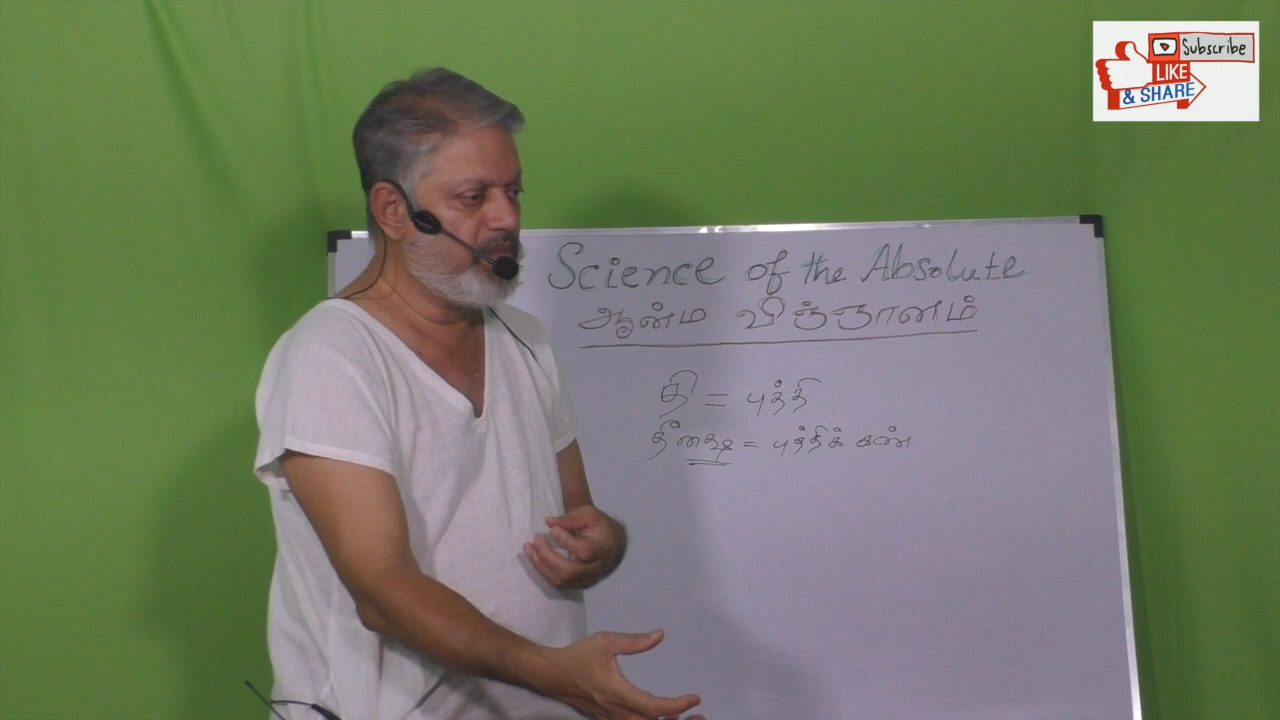 Subscribe
LIKE
& SHARE
Science of the Absolute
ஆன்ம விஞ்ஞானம்
தி = புத்தி
தீக்ஷை = புத்திக் கண்